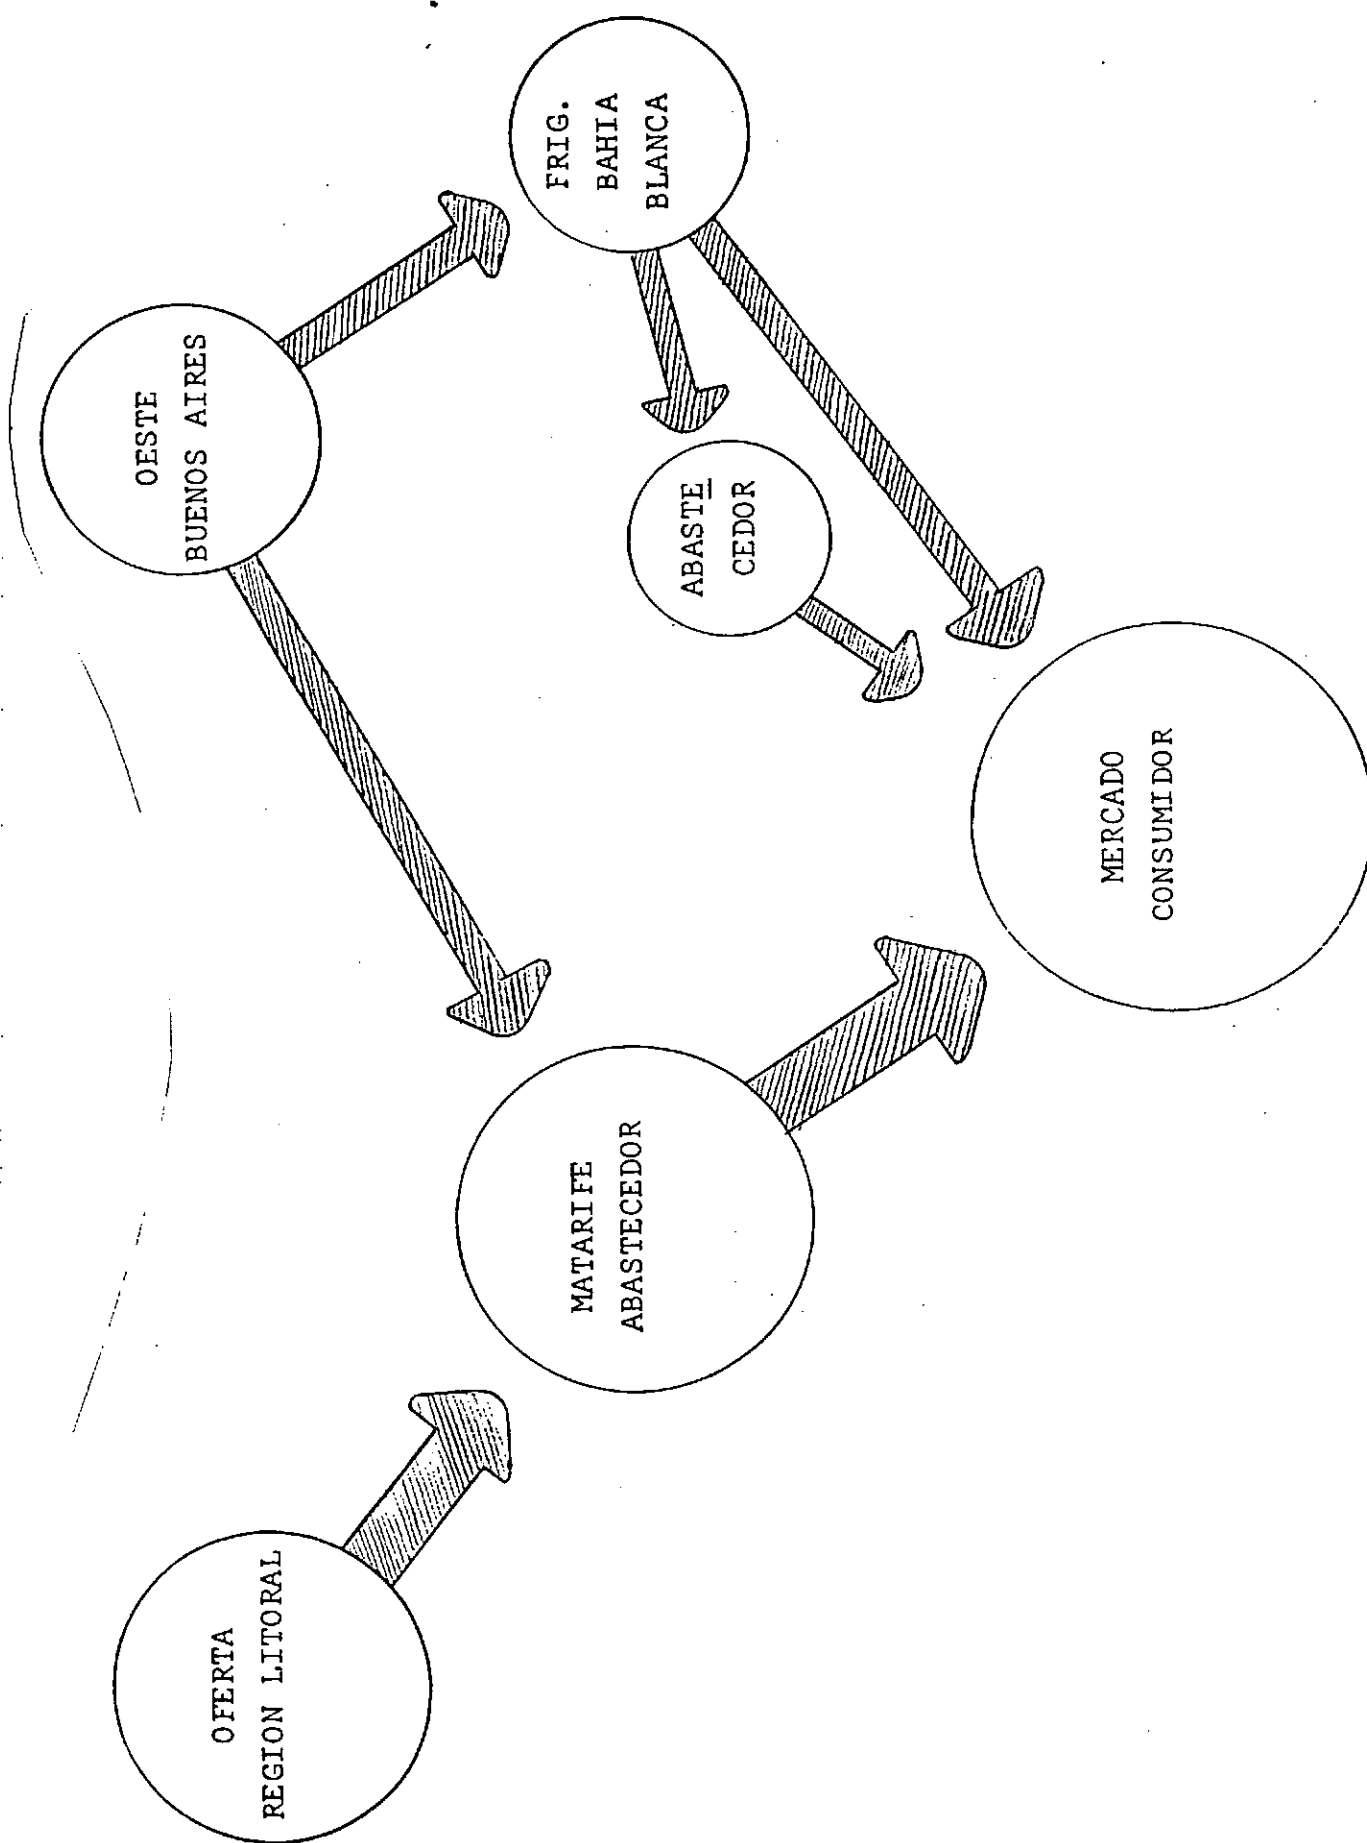 OFERTA
REGION LITORAL
MATARIFE
ABASTECEDOR
OESTE
BUENOS AIRES
ABASTE
CEDOR
FRIG.
BAHIA
BLANCA
MERCADO
CONSUMIDOR